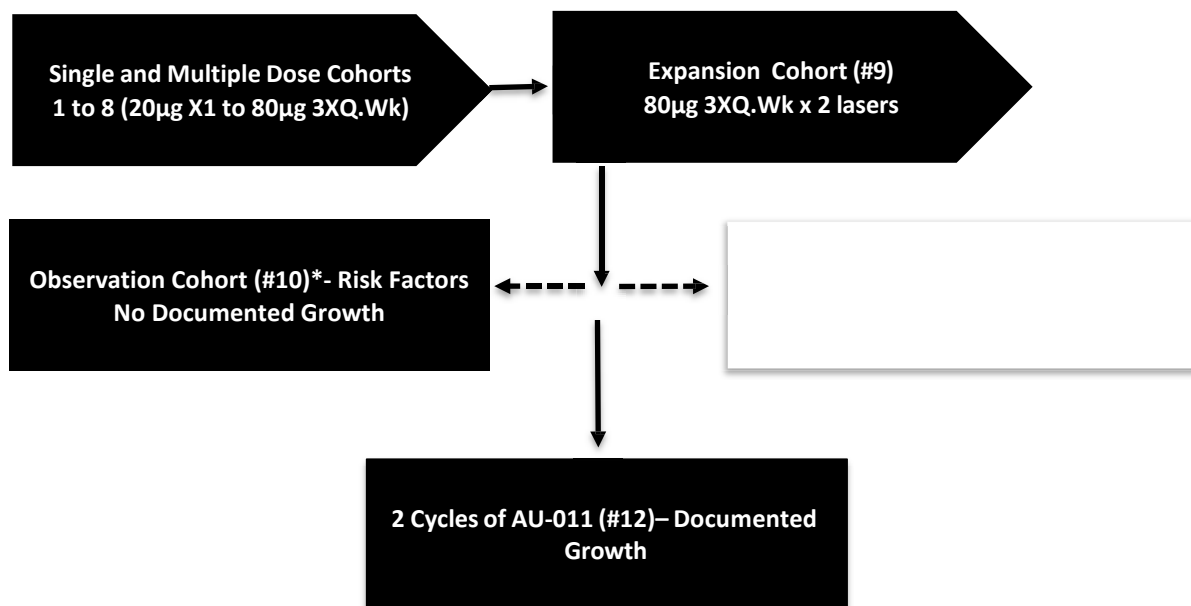 Single and Multiple Dose Cohorts
1 to 8 (20µg X1 to 80µg 3XQ.Wk)
Expansion Cohort (#9)
80µg 3XQ.Wk x 2 lasers
Observation Cohort (#10)*- Risk Factors
No Documented Growth
2 Cycles of AU-011 (#12)– Documented
Growth